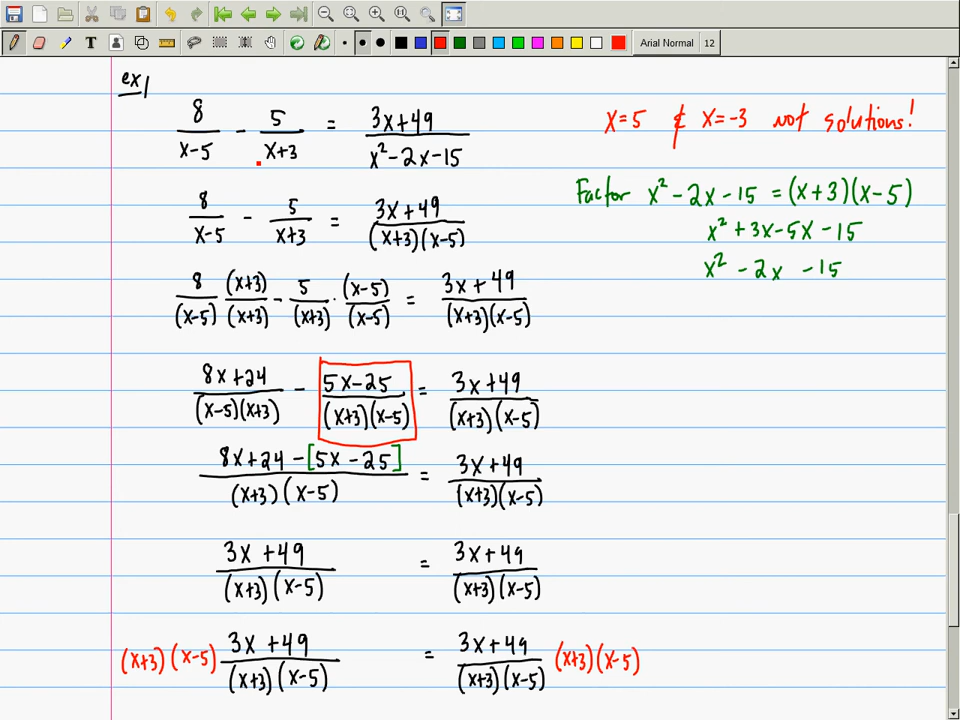 Arial Normal 12
ex 1
8/(x-5) - 5/(x+3) = (3x+49)/(x²-2x-15)
x=5 & x=-3 not solutions!
8/(x-5) - 5/(x+3) = (3x+49)/((x+3)(x-5))
Factor x²-2x-15 = (x+3)(x-5)
x²+3x-5x-15
x²-2x-15
8/(x-5) (x+3)/(x+3) - 5/(x+3) · (x-5)/(x-5) = (3x+49)/((x+3)(x-5))
(8x+24)/((x-5)(x+3)) - (5x-25)/((x+3)(x-5)) = (3x+49)/((x+3)(x-5))
(8x+24-[5x-25])/((x+3)(x-5)) = (3x+49)/((x+3)(x-5))
(3x+49)/((x+3)(x-5)) = (3x+49)/((x+3)(x-5))
(x+3)(x-5) (3x+49)/((x+3)(x-5)) = (3x+49)/((x+3)(x-5)) (x+3)(x-5)